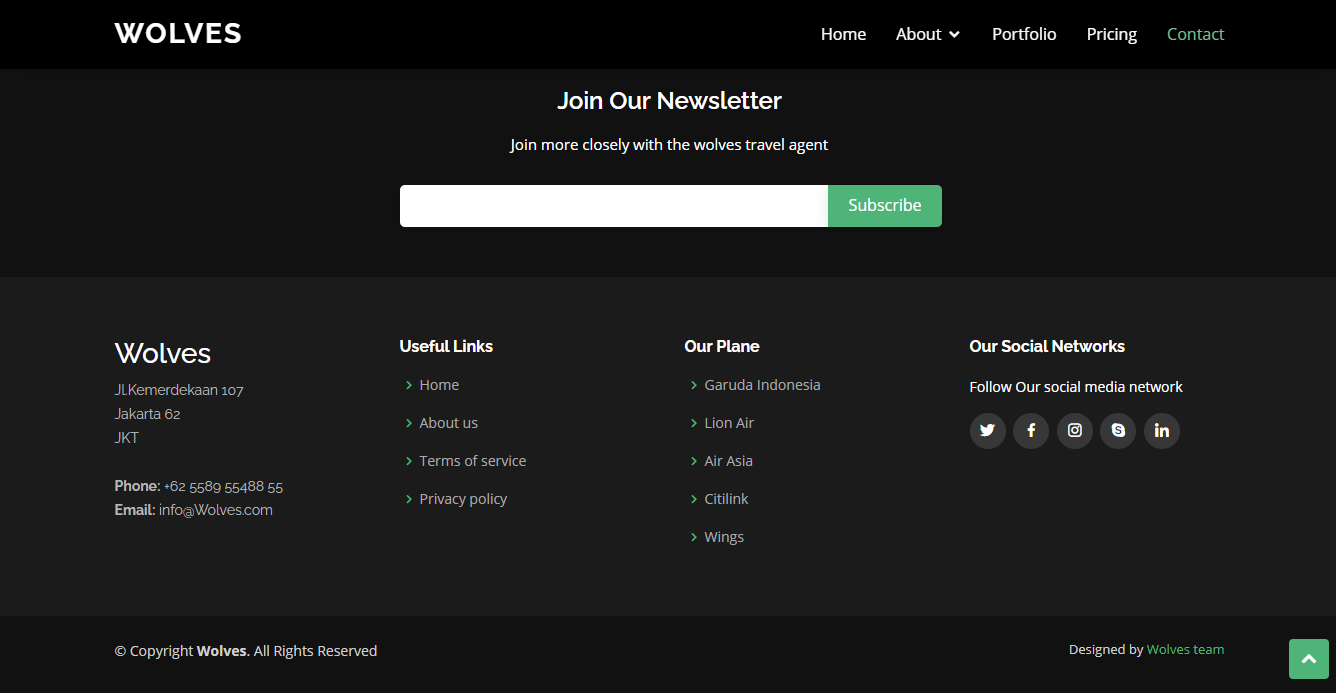 WOLVES
Home About Portfolio Pricing Contact
Join Our Newsletter
Join more closely with the wolves travel agent
Subscribe
Wolves
Jl.Kemerdekaan 107
Jakarta 62
JKT
Phone: +62 5589 55488 55
Email: info@Wolves.com
Useful Links
Home
About us
Terms of service
Privacy policy
Our Plane
Garuda Indonesia
Lion Air
Air Asia
Citilink
Wings
Our Social Networks
Follow Our social media network
© Copyright Wolves. All Rights Reserved
Designed by Wolves team